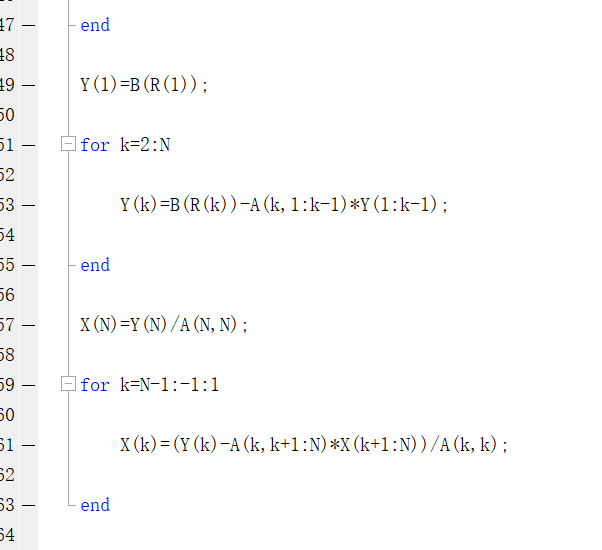 47 — end
48
49 — Y(1)=B(R(1));
50
51 — for k=2:N
52
53 — Y(k)=B(R(k))-A(k,1:k-1)*Y(1:k-1);
54
55 — end
56
57 — X(N)=Y(N)/A(N,N);
58
59 — for k=N-1:-1:1
60
61 — X(k)=(Y(k)-A(k,k+1:N)*X(k+1:N))/A(k,k);
62
63 — end
64